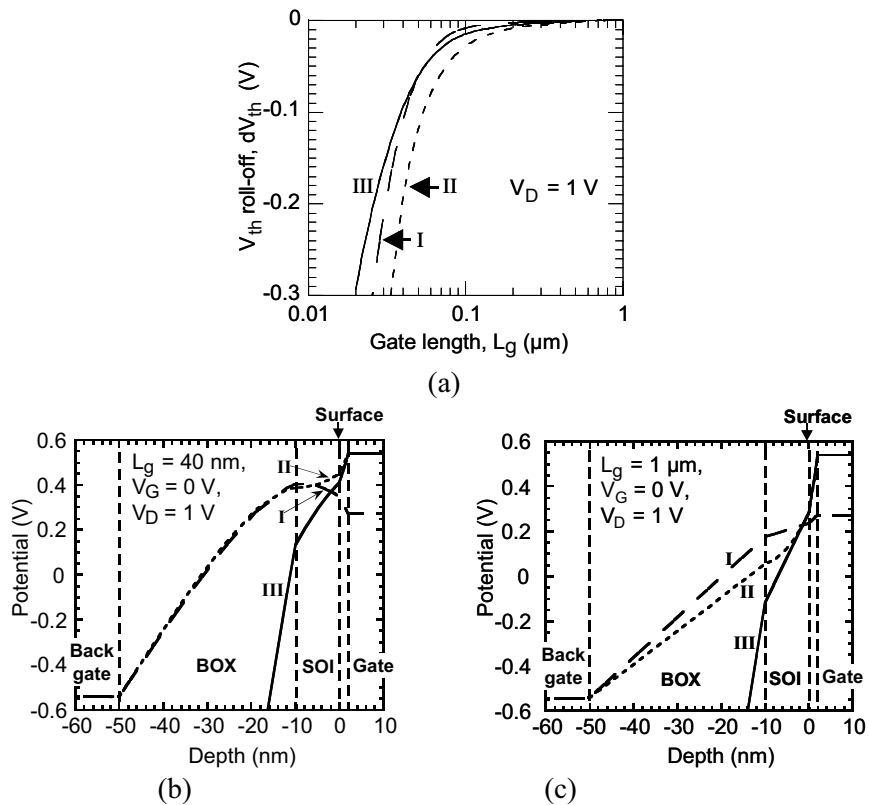 0
-0.1
-0.2
-0.3
V_th roll-off, dV_th (V)
III
II
I
V_D = 1 V
0.01
0.1
1
Gate length, L_g (µm)
(a)
Surface
0.6
0.4
0.2
0
-0.2
-0.4
-0.6
Potential (V)
L_g = 40 nm,
V_G = 0 V,
V_D = 1 V
II
I
III
Back
gate
BOX
SOI
Gate
-60 -50 -40 -30 -20 -10 0 10
Depth (nm)
(b)
Surface
0.6
0.4
0.2
0
-0.2
-0.4
-0.6
Potential (V)
L_g = 1 µm,
V_G = 0 V,
V_D = 1 V
I
II
III
Back
gate
BOX
SOI
Gate
-60 -50 -40 -30 -20 -10 0 10
Depth (nm)
(c)